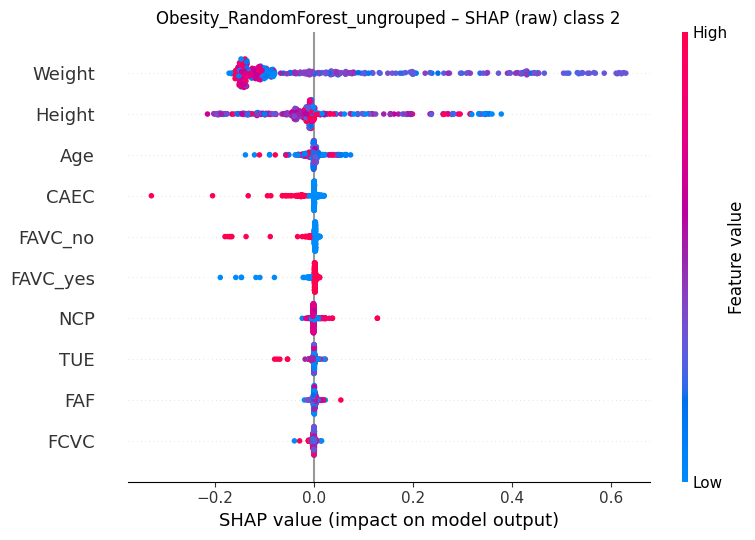 Obesity_RandomForest_ungrouped – SHAP (raw) class 2
High
Weight
Height
Age
CAEC
FAVC_no
FAVC_yes
NCP
TUE
FAF
FCVC
Feature value
Low
−0.2 0.0 0.2 0.4 0.6
SHAP value (impact on model output)